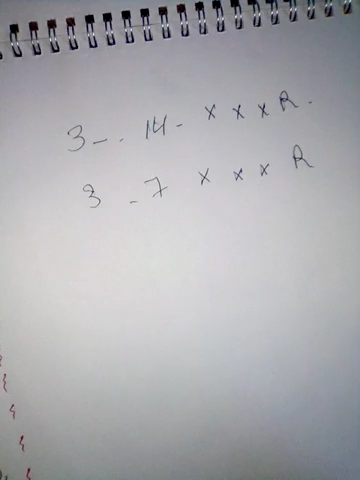 3 - . 14 - x x x R .
3 . 7 x x x R